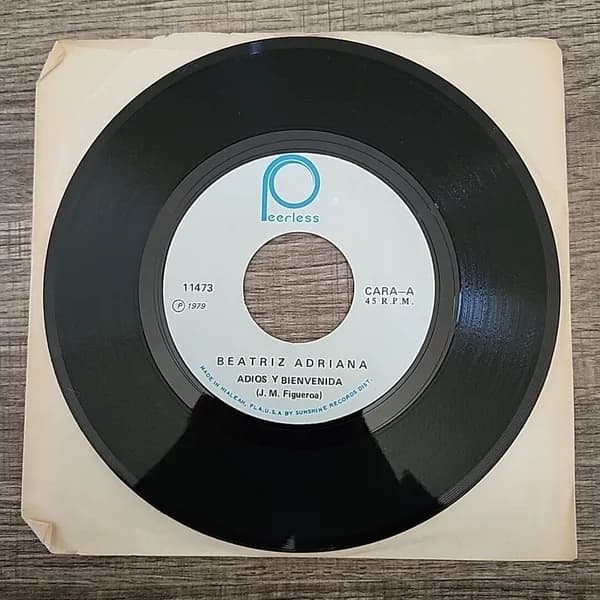 Peerless
11473
CARA-A
℗ 1979
45 R.P.M.
BEATRIZ ADRIANA
ADIOS Y BIENVENIDA
(J. M. Figueroa)
MADE IN HIALEAH, FLA. U.S.A BY SUNSHINE RECORDS DIST.